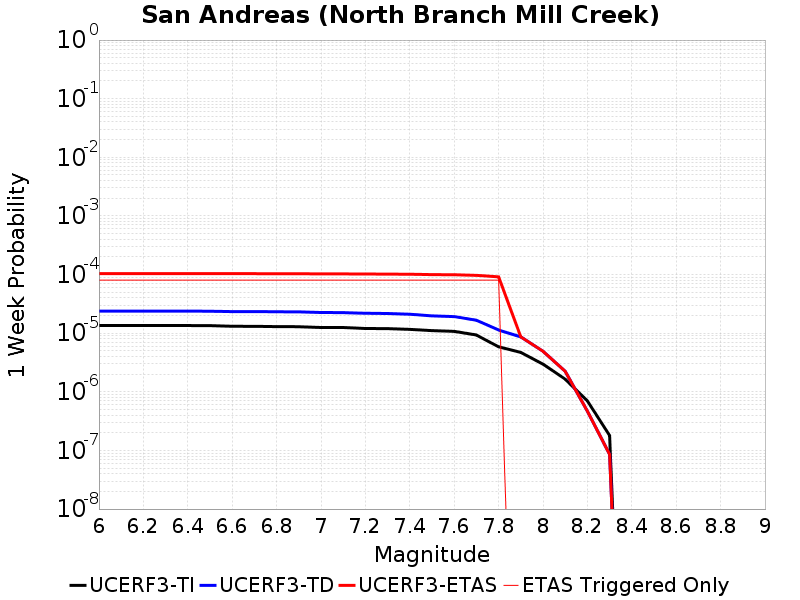 San Andreas (North Branch Mill Creek)
1 Week Probability
10^0
10^-1
10^-2
10^-3
10^-4
10^-5
10^-6
10^-7
10^-8
6 6.2 6.4 6.6 6.8 7 7.2 7.4 7.6 7.8 8 8.2 8.4 8.6 8.8 9
Magnitude
UCERF3-TI UCERF3-TD UCERF3-ETAS ETAS Triggered Only